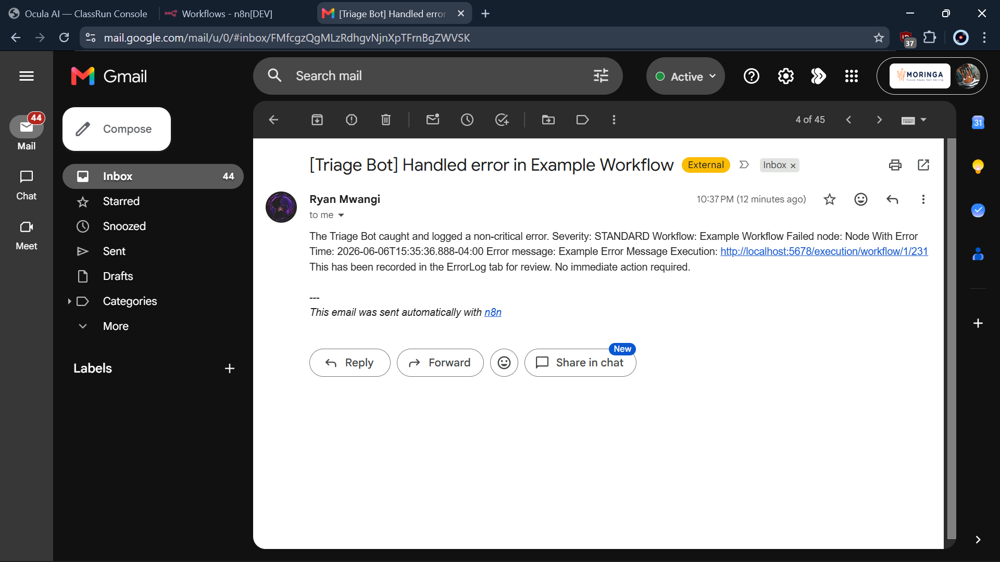 Ocula AI — ClassRun Console
Workflows - n8n[DEV]
[Triage Bot] Handled error
mail.google.com/mail/u/0/#inbox/FMfcgzQgMLzRdhgvNjnXpTFrnBgZWVSK
37
Gmail
Search mail
Active
MORINGA
Future-Ready Tech Skilling
44
Mail
Chat
Meet
Compose
Inbox 44
Starred
Snoozed
Sent
Drafts
Categories
More
Labels
4 of 45
31
[Triage Bot] Handled error in Example Workflow External Inbox
Ryan Mwangi 10:37 PM (12 minutes ago)
to me
The Triage Bot caught and logged a non-critical error. Severity: STANDARD Workflow: Example Workflow Failed node: Node With Error
Time: 2026-06-06T15:35:36.888-04:00 Error message: Example Error Message Execution: http://localhost:5678/execution/workflow/1/231
This has been recorded in the ErrorLog tab for review. No immediate action required.
---
This email was sent automatically with n8n
Reply
Forward
Share in chat
New